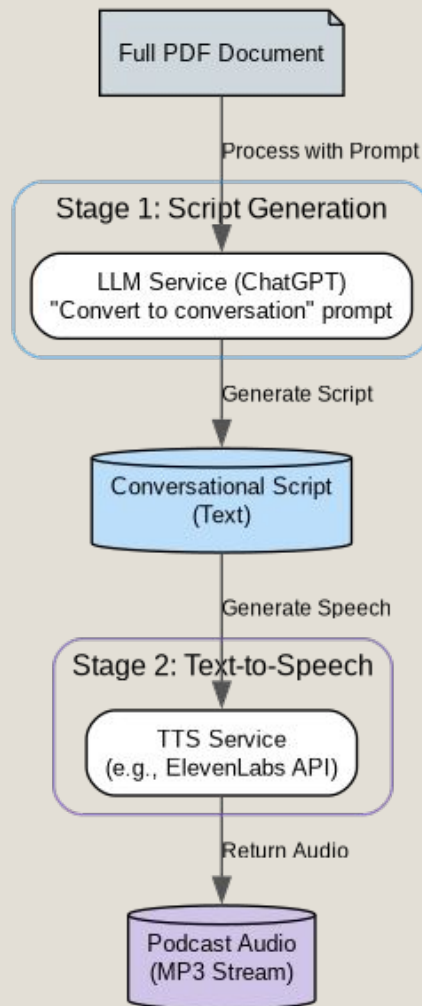 Full PDF Document
Process with Prompt
Stage 1: Script Generation
LLM Service (ChatGPT)
"Convert to conversation" prompt
Generate Script
Conversational Script
(Text)
Generate Speech
Stage 2: Text-to-Speech
TTS Service
(e.g., ElevenLabs API)
Return Audio
Podcast Audio
(MP3 Stream)